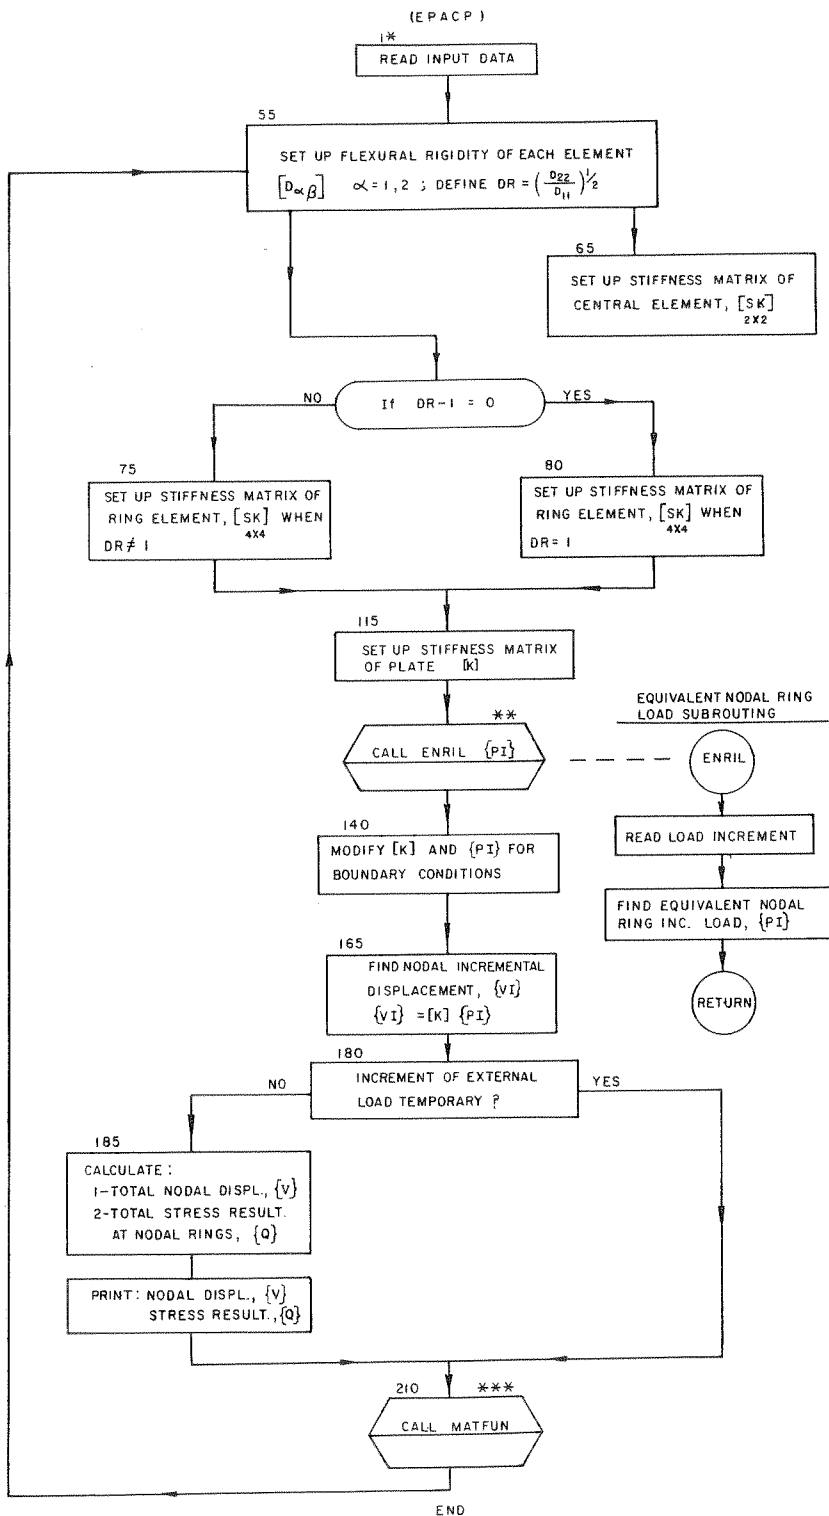 (EPACP)
1*
READ INPUT DATA
55
SET UP FLEXURAL RIGIDITY OF EACH ELEMENT
[Dαβ] α=1,2 ; DEFINE DR=(D22/D11)^1/2
65
SET UP STIFFNESS MATRIX OF
CENTRAL ELEMENT, [SK]
2X2
If DR-1 = 0
NO
YES
75
SET UP STIFFNESS MATRIX OF
RING ELEMENT, [SK] WHEN
4X4
DR≠ 1
80
SET UP STIFFNESS MATRIX OF
RING ELEMENT, [SK] WHEN
4X4
DR= 1
115
SET UP STIFFNESS MATRIX
OF PLATE [K]
**
CALL ENRIL {PI}
EQUIVALENT NODAL RING
LOAD SUBROUTING
ENRIL
READ LOAD INCREMENT
FIND EQUIVALENT NODAL
RING INC. LOAD, {PI}
RETURN
140
MODIFY [K] AND {PI} FOR
BOUNDARY CONDITIONS
165
FIND NODAL INCREMENTAL
DISPLACEMENT, {VI}
{VI} =[K] {PI}
180
INCREMENT OF EXTERNAL
LOAD TEMPORARY ?
NO
YES
185
CALCULATE:
1-TOTAL NODAL DISPL., {V}
2-TOTAL STRESS RESULT.
AT NODAL RINGS, {Q}
PRINT: NODAL DISPL., {V}
STRESS RESULT.,{Q}
210 ***
CALL MATFUN
END